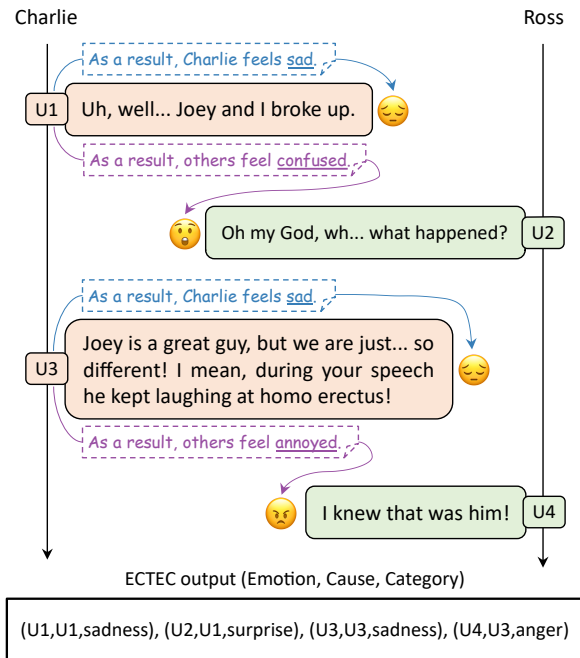 Charlie Ross
As a result, Charlie feels sad.
U1 Uh, well... Joey and I broke up.
As a result, others feel confused.
Oh my God, wh... what happened? U2
As a result, Charlie feels sad.
Joey is a great guy, but we are just... so
U3 different! I mean, during your speech
he kept laughing at homo erectus!
As a result, others feel annoyed.
I knew that was him! U4
ECTEC output (Emotion, Cause, Category)
(U1,U1,sadness), (U2,U1,surprise), (U3,U3,sadness), (U4,U3,anger)